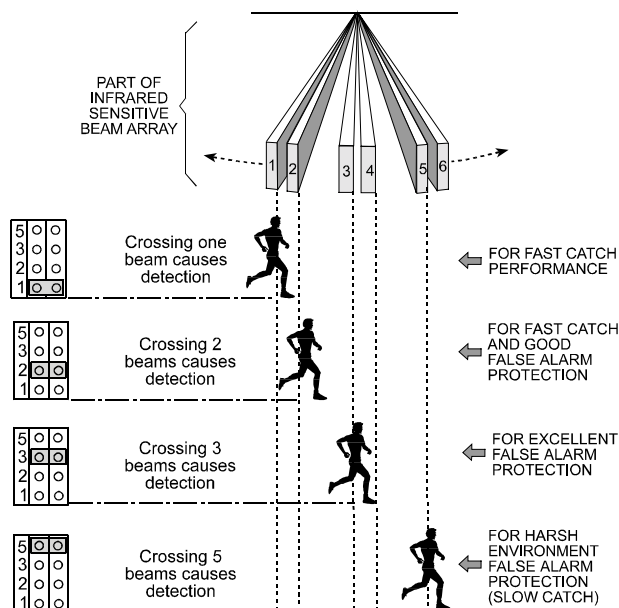 PART OF
INFRARED
SENSITIVE
BEAM ARRAY
1
2
3
4
5
6
5
3
2
1
Crossing one
beam causes
detection
FOR FAST CATCH
PERFORMANCE
5
3
2
1
Crossing 2
beams causes
detection
FOR FAST CATCH
AND GOOD
FALSE ALARM
PROTECTION
5
3
2
1
Crossing 3
beams causes
detection
FOR EXCELLENT
FALSE ALARM
PROTECTION
5
3
2
1
Crossing 5
beams causes
detection
FOR HARSH
ENVIRONMENT
FALSE ALARM
PROTECTION
(SLOW CATCH)